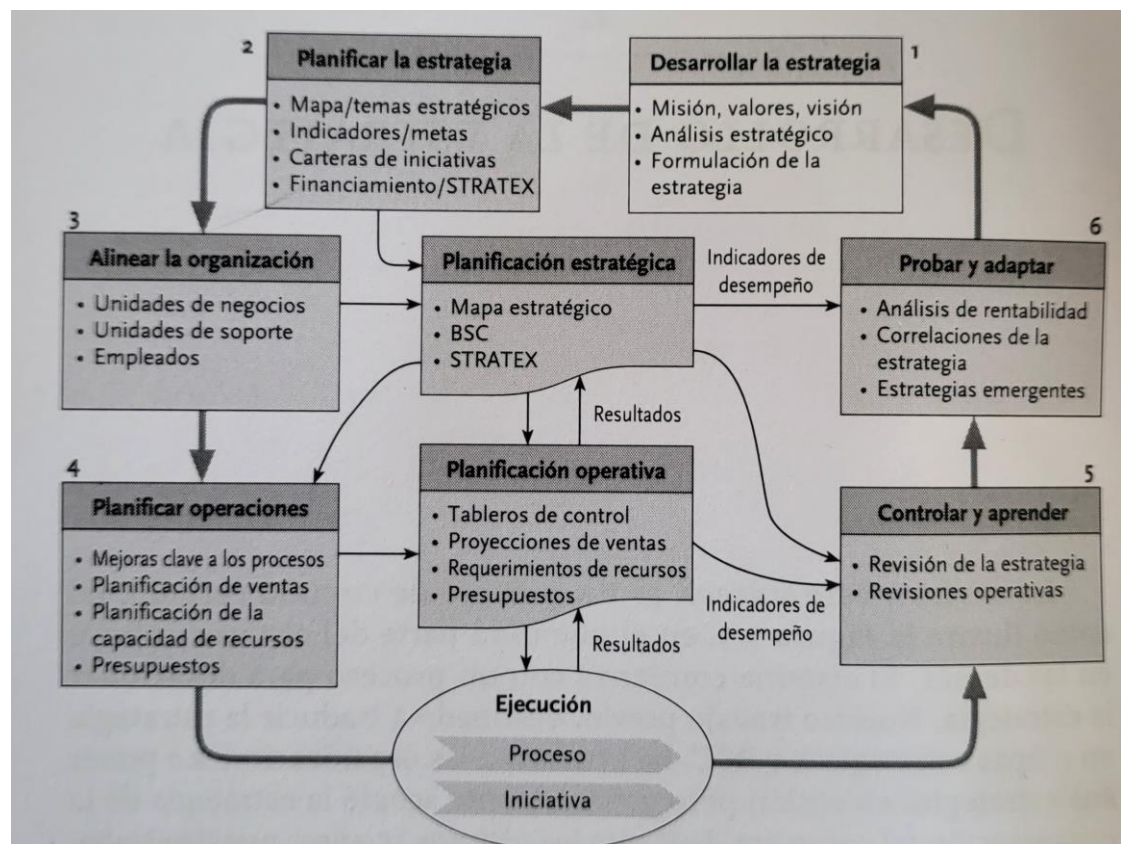 2
Planificar la estrategia
• Mapa/temas estratégicos
• Indicadores/metas
• Carteras de iniciativas
• Financiamiento/STRATEX
1
Desarrollar la estrategia
• Misión, valores, visión
• Análisis estratégico
• Formulación de la
estrategia
3
Alinear la organización
• Unidades de negocios
• Unidades de soporte
• Empleados
Planificación estratégica
• Mapa estratégico
• BSC
• STRATEX
Indicadores de
desempeño
6
Probar y adaptar
• Análisis de rentabilidad
• Correlaciones de la
estrategia
• Estrategias emergentes
Resultados
4
Planificar operaciones
• Mejoras clave a los procesos
• Planificación de ventas
• Planificación de la
capacidad de recursos
• Presupuestos
Planificación operativa
• Tableros de control
• Proyecciones de ventas
• Requerimientos de recursos
• Presupuestos
5
Controlar y aprender
• Revisión de la estrategia
• Revisiones operativas
Indicadores de
desempeño
Resultados
Ejecución
Proceso
Iniciativa